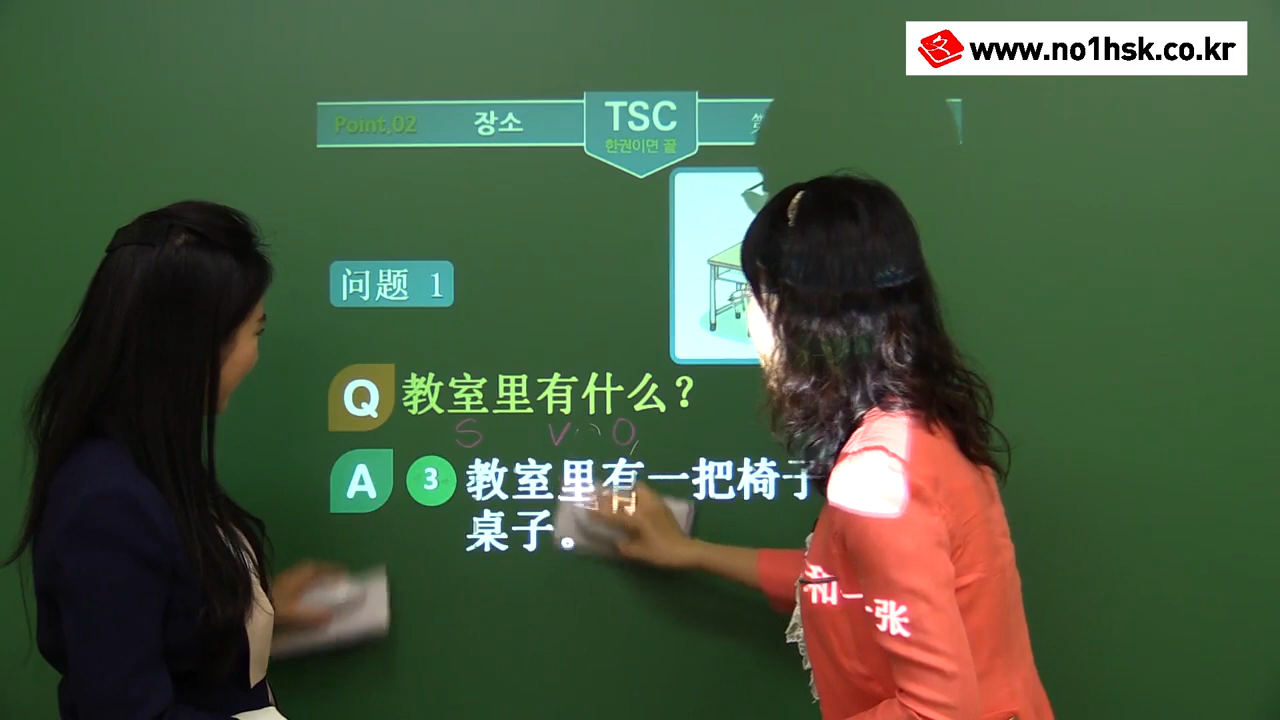 www.no1hsk.co.kr
Point,02 장소 TSC
한권이면 끝
问题 1
Q 教室里有什么?
S V O
A 3 教室里有一把椅子和一张
桌子。